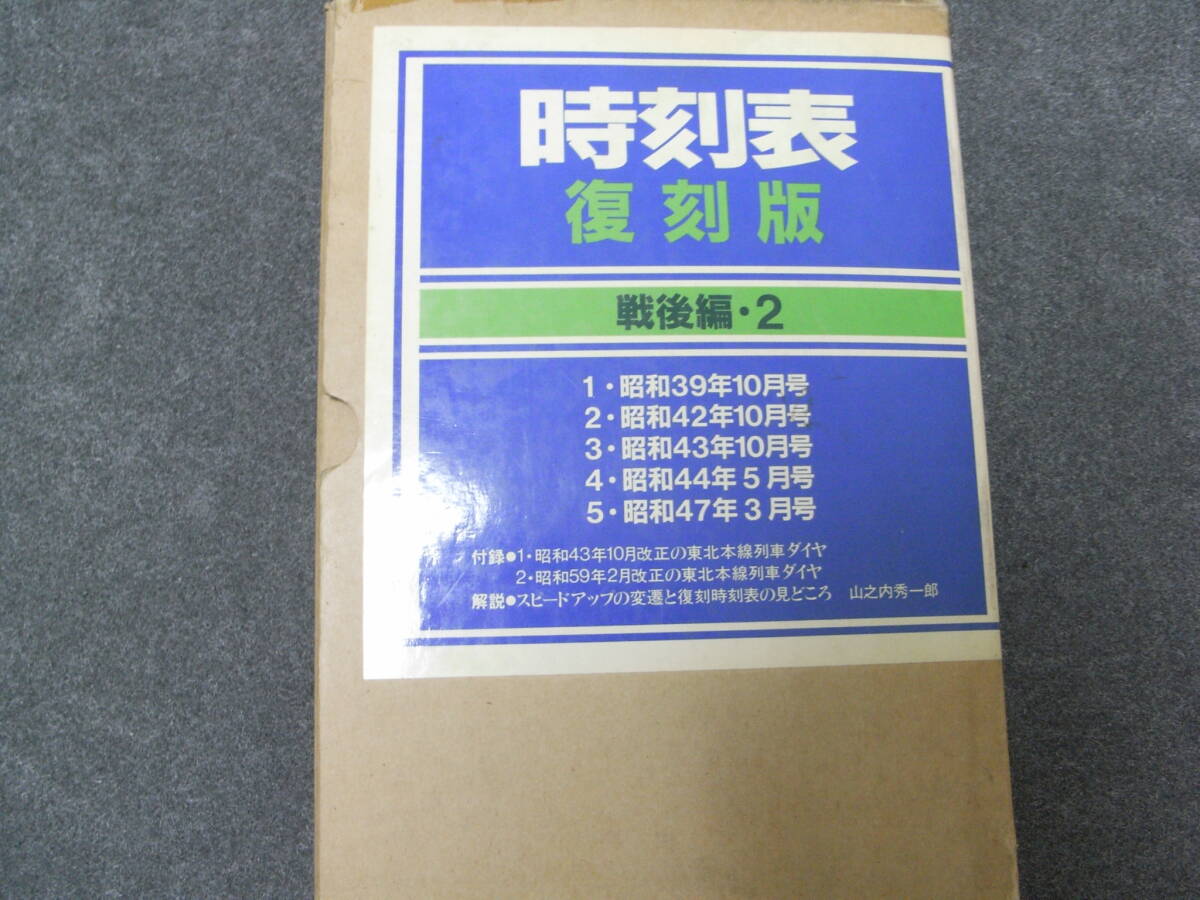 時刻表
復刻版
戦後編・2
1・昭和39年10月号
2・昭和42年10月号
3・昭和43年10月号
4・昭和44年5月号
5・昭和47年3月号
付録●1・昭和43年10月改正の東北本線列車ダイヤ
2・昭和59年2月改正の東北本線列車ダイヤ
解説●スピードアップの変遷と復刻時刻表の見どころ 山之内秀一郎